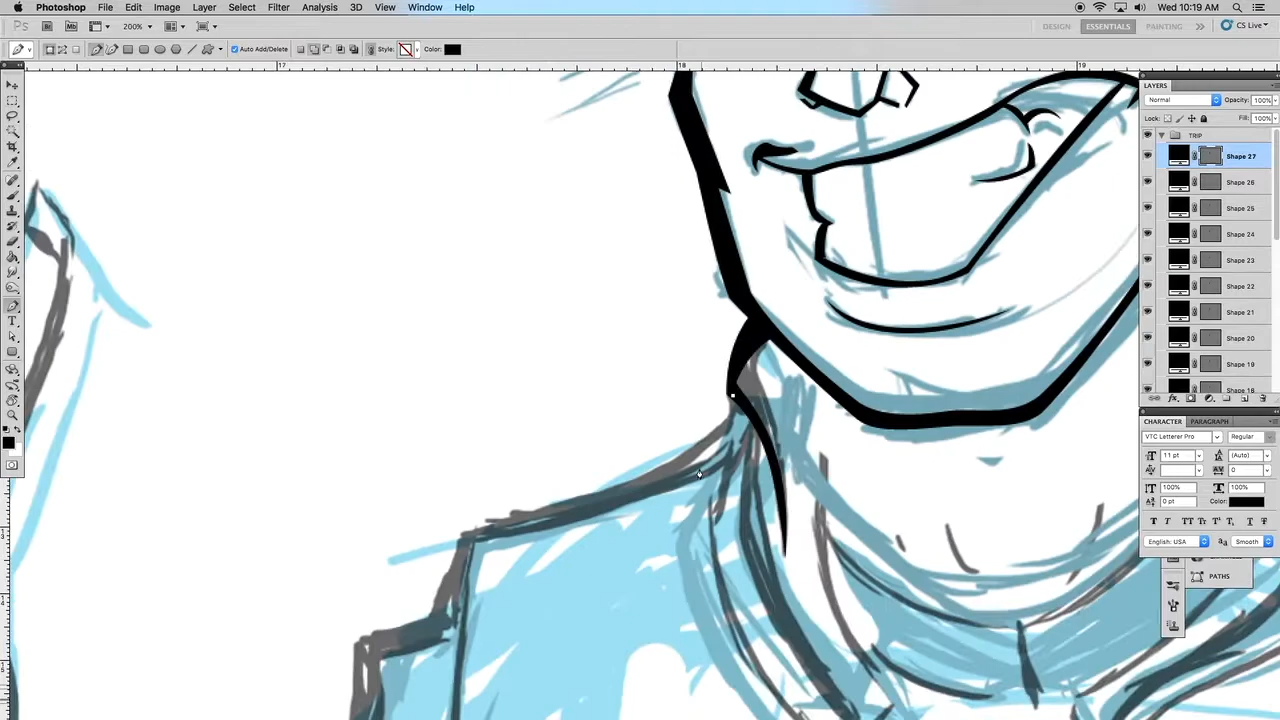 Photoshop File Edit Image Layer Select Filter Analysis 3D View Window Help Wed 10:19 AM
Ps Br Mb 200% DESIGN ESSENTIALS PAINTING >> CS Live
Auto Add/Delete Style: Color:
17 18 19
LAYERS
Normal Opacity: 100%
Lock: Fill: 100%
TRIP
Shape 27
Shape 26
Shape 25
Shape 24
Shape 23
Shape 22
Shape 21
Shape 20
Shape 19
Shape 18
CHARACTER PARAGRAPH
VTC Letterer Pro Regular
11 pt (Auto)
0
100% 100%
0 pt Color:
English: USA Smooth
PATHS